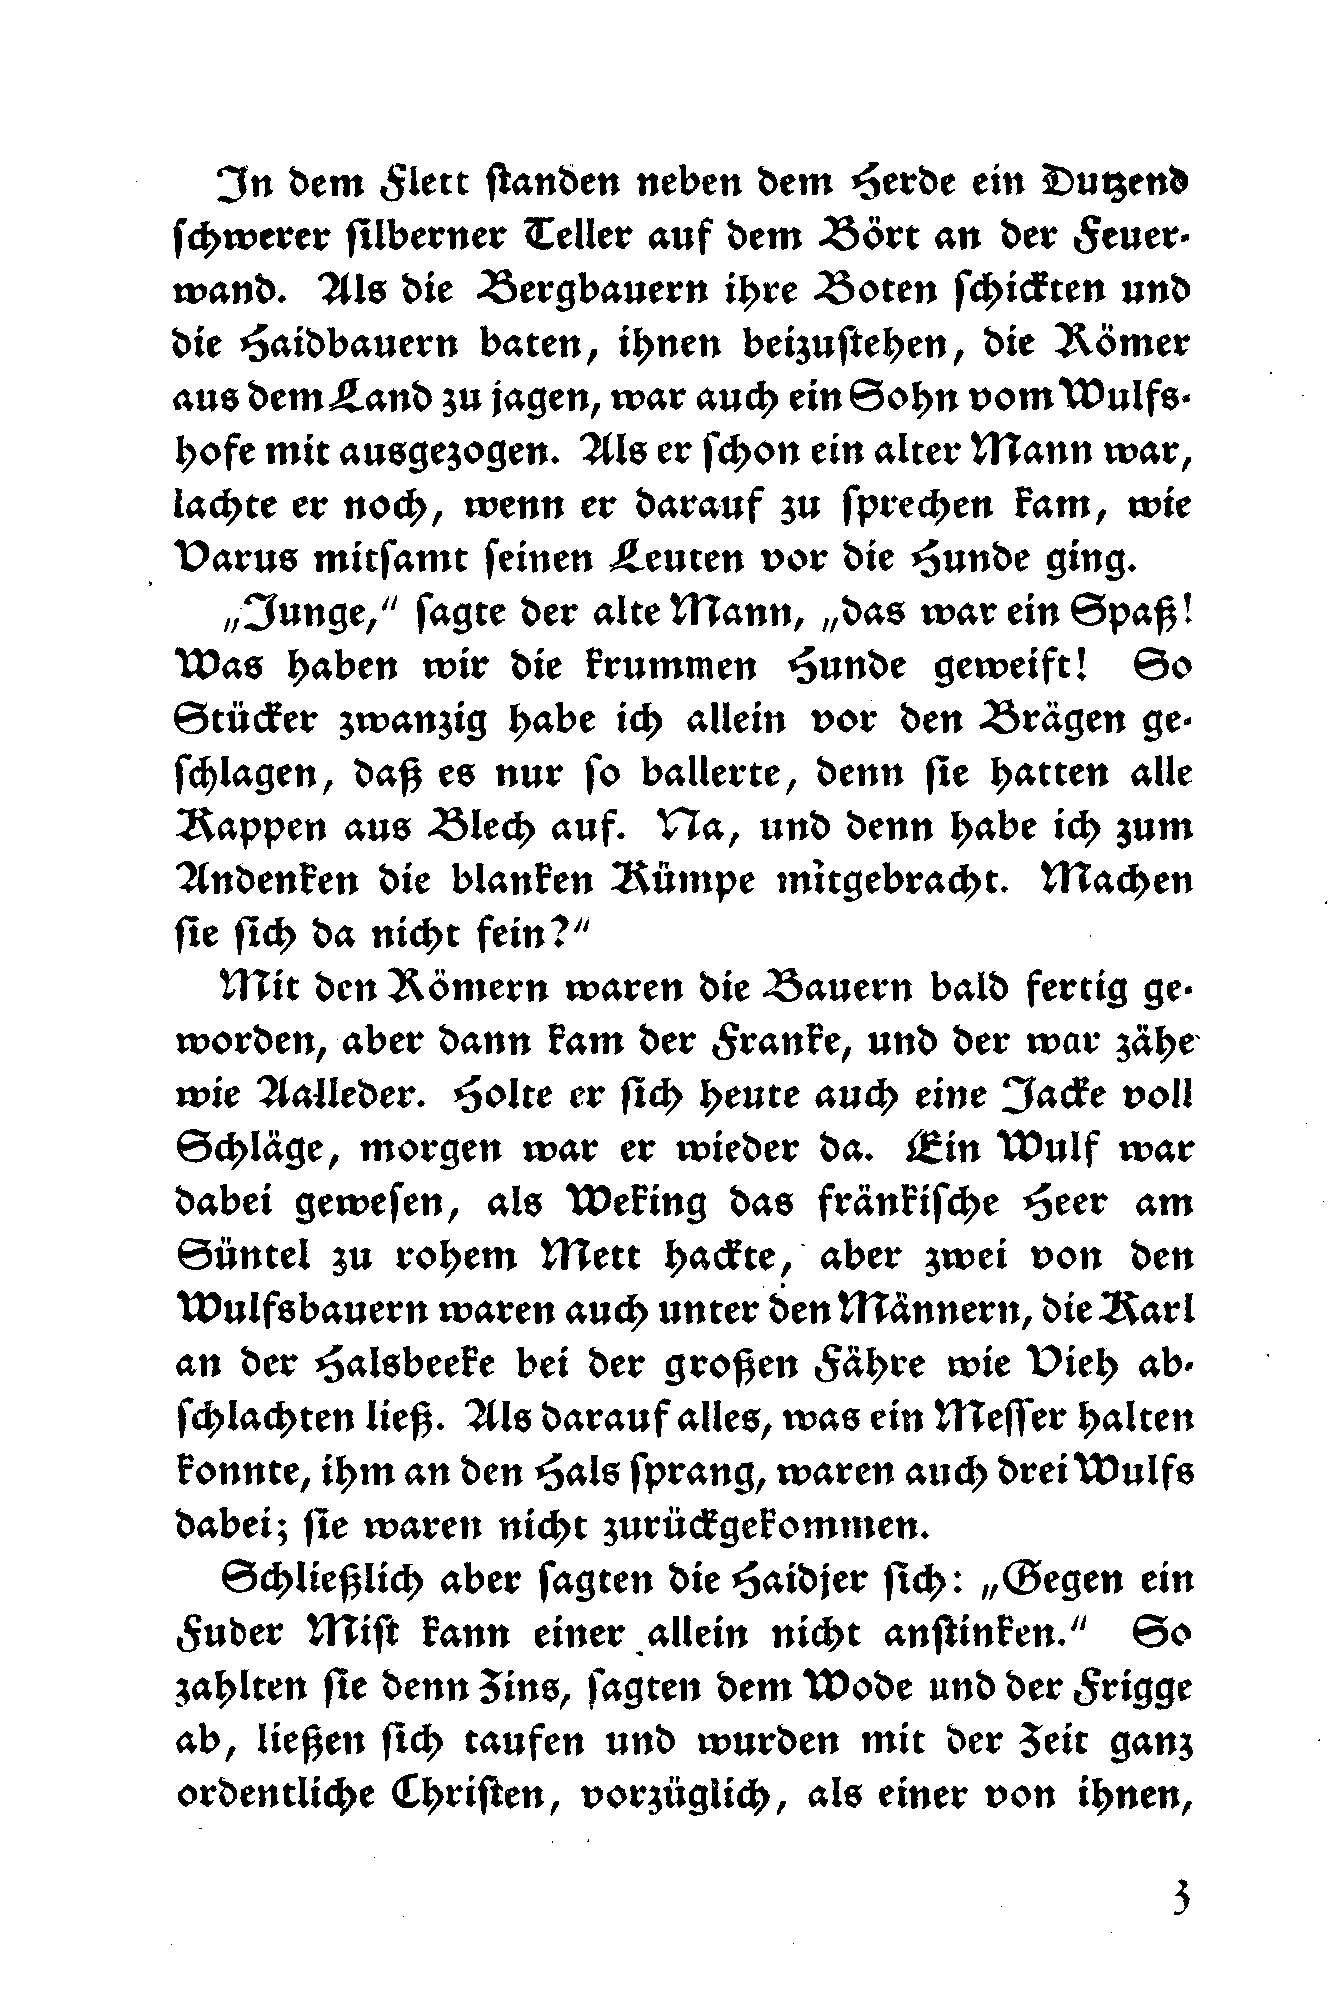 In dem Flett standen neben dem Herde ein Dutzend
schwerer silberner Teller auf dem Bört an der Feuer-
wand. Als die Bergbauern ihre Boten schickten und
die Haidbauern baten, ihnen beizustehen, die Römer
aus dem Land zu jagen, war auch ein Sohn vom Wulfs-
hofe mit ausgezogen. Als er schon ein alter Mann war,
lachte er noch, wenn er darauf zu sprechen kam, wie
Varus mitsamt seinen Leuten vor die Hunde ging.
„Junge,“ sagte der alte Mann, „das war ein Spaß!
Was haben wir die krummen Hunde geweift! So
Stücker zwanzig habe ich allein vor den Brägen ge-
schlagen, daß es nur so ballerte, denn sie hatten alle
Kappen aus Blech auf. Na, und denn habe ich zum
Andenken die blanken Kümpe mitgebracht. Machen
sie sich da nicht fein?“
Mit den Römern waren die Bauern bald fertig ge-
worden, aber dann kam der Franke, und der war zähe
wie Aalleder. Holte er sich heute auch eine Jacke voll
Schläge, morgen war er wieder da. Ein Wulf war
dabei gewesen, als Weking das fränkische Heer am
Süntel zu rohem Mett hackte, aber zwei von den
Wulfsbauern waren auch unter den Männern, die Karl
an der Halsbeeke bei der großen Fähre wie Vieh ab-
schlachten ließ. Als darauf alles, was ein Messer halten
konnte, ihm an den Hals sprang, waren auch drei Wulfs
dabei; sie waren nicht zurückgekommen.
Schließlich aber sagten die Haidjer sich: „Gegen ein
Fuder Mist kann einer allein nicht anstinken.“ So
zahlten sie denn Zins, sagten dem Wode und der Frigge
ab, ließen sich taufen und wurden mit der Zeit ganz
ordentliche Christen, vorzüglich, als einer von ihnen,
3